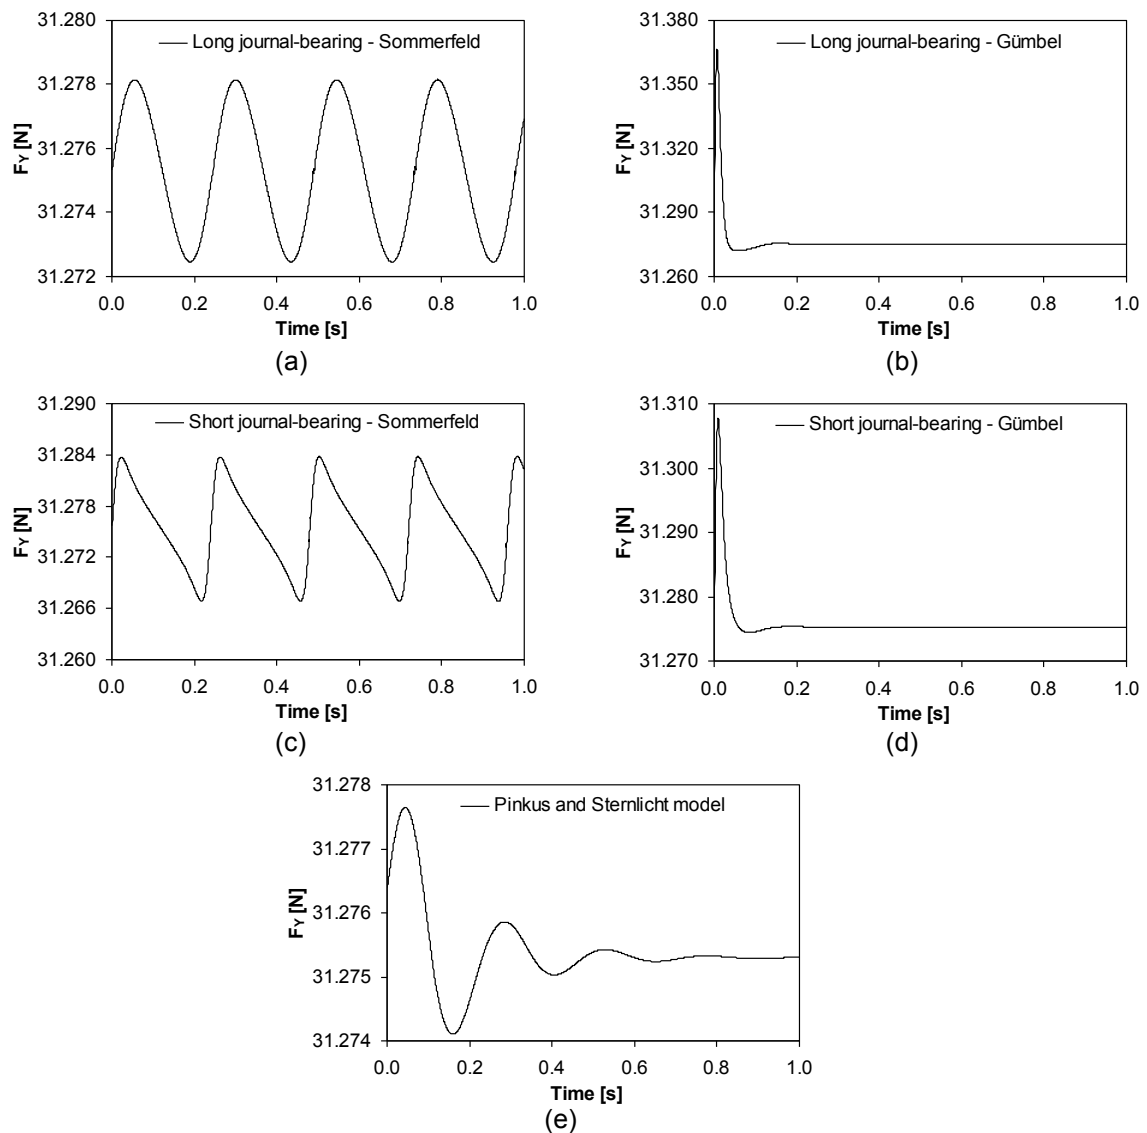 31.280
31.278
31.276
31.274
31.272
FY [N]
Long journal-bearing - Sommerfeld
0.0 0.2 0.4 0.6 0.8 1.0
Time [s]
(a)
31.380
31.350
31.320
31.290
31.260
FY [N]
Long journal-bearing - Gümbel
0.0 0.2 0.4 0.6 0.8 1.0
Time [s]
(b)
31.290
31.284
31.278
31.272
31.266
31.260
FY [N]
Short journal-bearing - Sommerfeld
0.0 0.2 0.4 0.6 0.8 1.0
Time [s]
(c)
31.310
31.300
31.290
31.280
31.270
FY [N]
Short journal-bearing - Gümbel
0.0 0.2 0.4 0.6 0.8 1.0
Time [s]
(d)
31.278
31.277
31.276
31.275
31.274
FY [N]
Pinkus and Sternlicht model
0.0 0.2 0.4 0.6 0.8 1.0
Time [s]
(e)